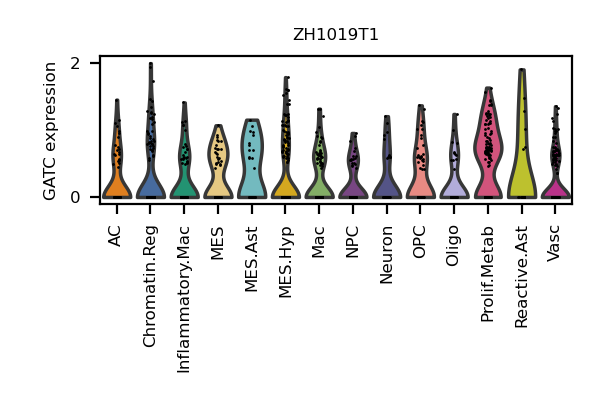 ZH1019T1
GATC expression
2
0
AC
Chromatin.Reg
Inflammatory.Mac
MES
MES.Ast
MES.Hyp
Mac
NPC
Neuron
OPC
Oligo
Prolif.Metab
Reactive.Ast
Vasc